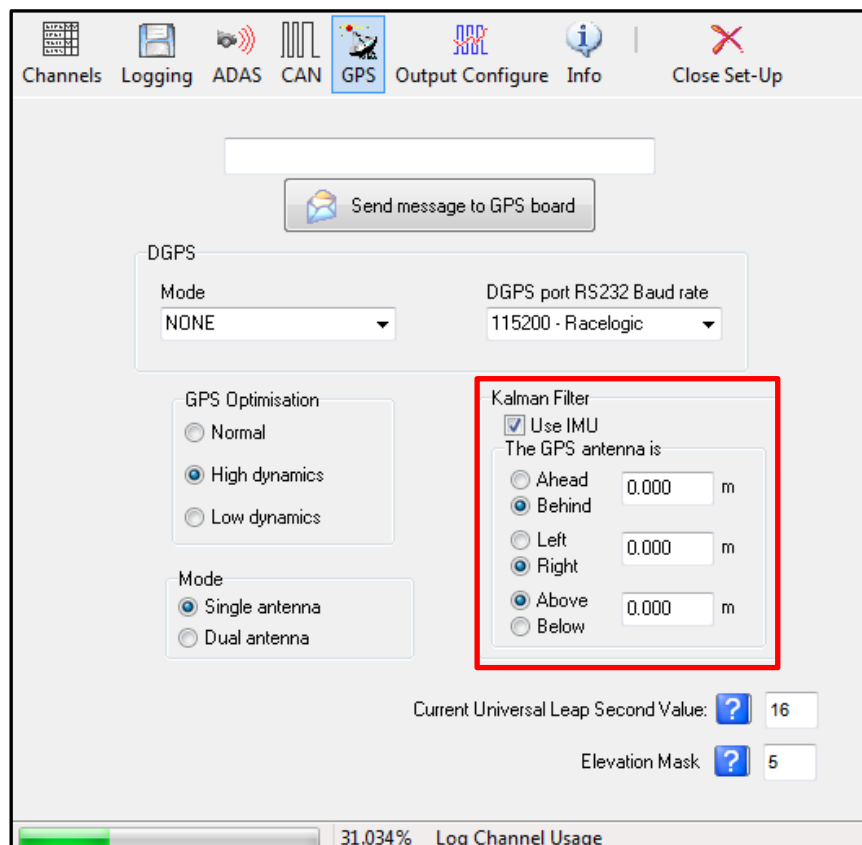 Channels Logging ADAS CAN GPS Output Configure Info Close Set-Up
Send message to GPS board
DGPS
Mode DGPS port RS232 Baud rate
NONE 115200 - Racelogic
GPS Optimisation
Normal
High dynamics
Low dynamics
Mode
Single antenna
Dual antenna
Kalman Filter
Use IMU
The GPS antenna is
Ahead 0.000 m
Behind
Left 0.000 m
Right
Above 0.000 m
Below
Current Universal Leap Second Value: ? 16
Elevation Mask ? 5
31.034% Log Channel Usage